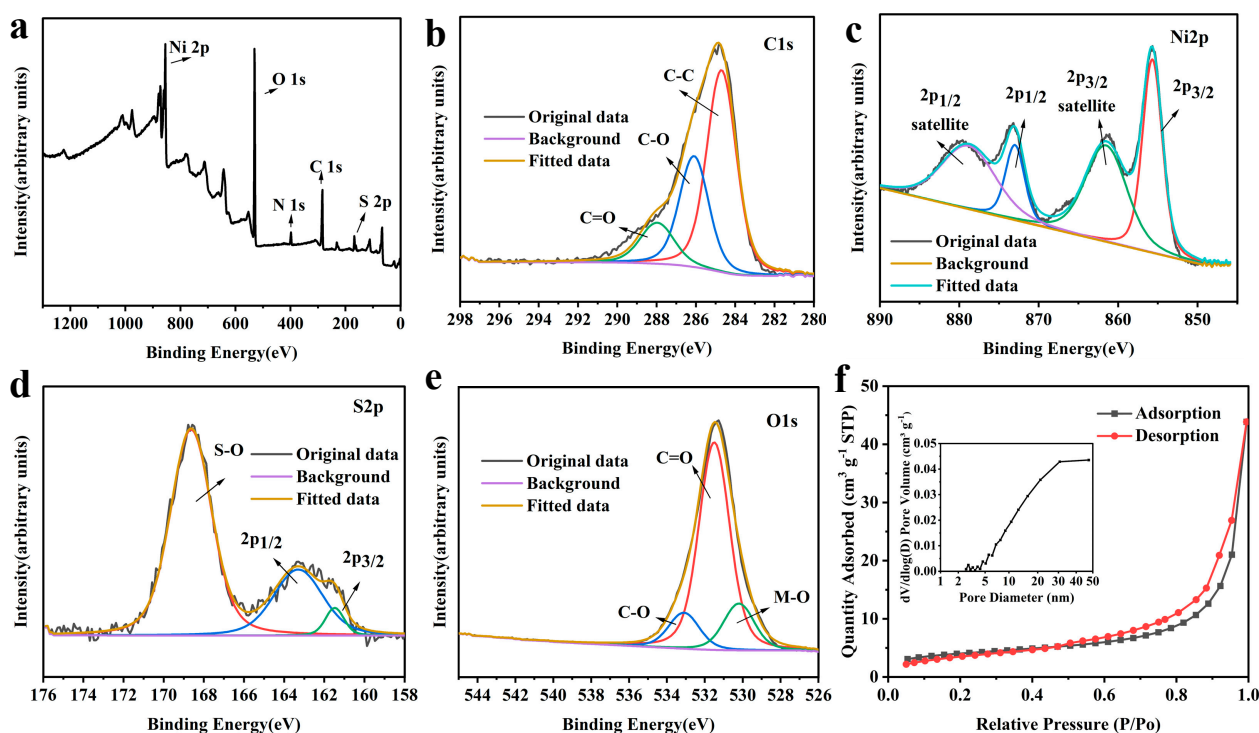 a
Ni 2p
O 1s
C 1s
N 1s
S 2p
Intensity(arbitrary units)
1200 1000 800 600 400 200 0
Binding Energy(eV)
b
C1s
C-C
C-O
C=O
Original data
Background
Fitted data
Intensity(arbitrary units)
298 296 294 292 290 288 286 284 282 280
Binding Energy(eV)
c
Ni2p
2p1/2
satellite
2p1/2
2p3/2
satellite
2p3/2
Original data
Background
Fitted data
Intensity(arbitrary units)
890 880 870 860 850
Binding Energy(eV)
d
S2p
S-O
2p1/2
2p3/2
Original data
Background
Fitted data
Intensity(arbitrary units)
176 174 172 170 168 166 164 162 160 158
Binding Energy(eV)
e
O1s
C=O
C-O
M-O
Original data
Background
Fitted data
Intensity(arbitrary units)
544 542 540 538 536 534 532 530 528 526
Binding Energy(eV)
f
Adsorption
Desorption
Quantity Adsorbed (cm³ g⁻¹ STP)
50
40
30
20
10
0
0.0 0.2 0.4 0.6 0.8 1.0
Relative Pressure (P/Po)
dV/dlog(D) Pore Volume (cm³ g⁻¹)
0.05
0.04
0.03
0.02
0.01
0.00
1 2 5 10 20 30 40 50
Pore Diameter (nm)